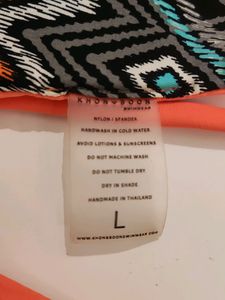 KHONGBOON
SWIMWEAR
NYLON / SPANDEX
HANDWASH IN COLD WATER
AVOID LOTIONS & SUNSCREENS
DO NOT MACHINE WASH
DO NOT TUMBLE DRY
DRY IN SHADE
HANDMADE IN THAILAND
L
WWW.KHONGBOONSWIMWEAR.COM